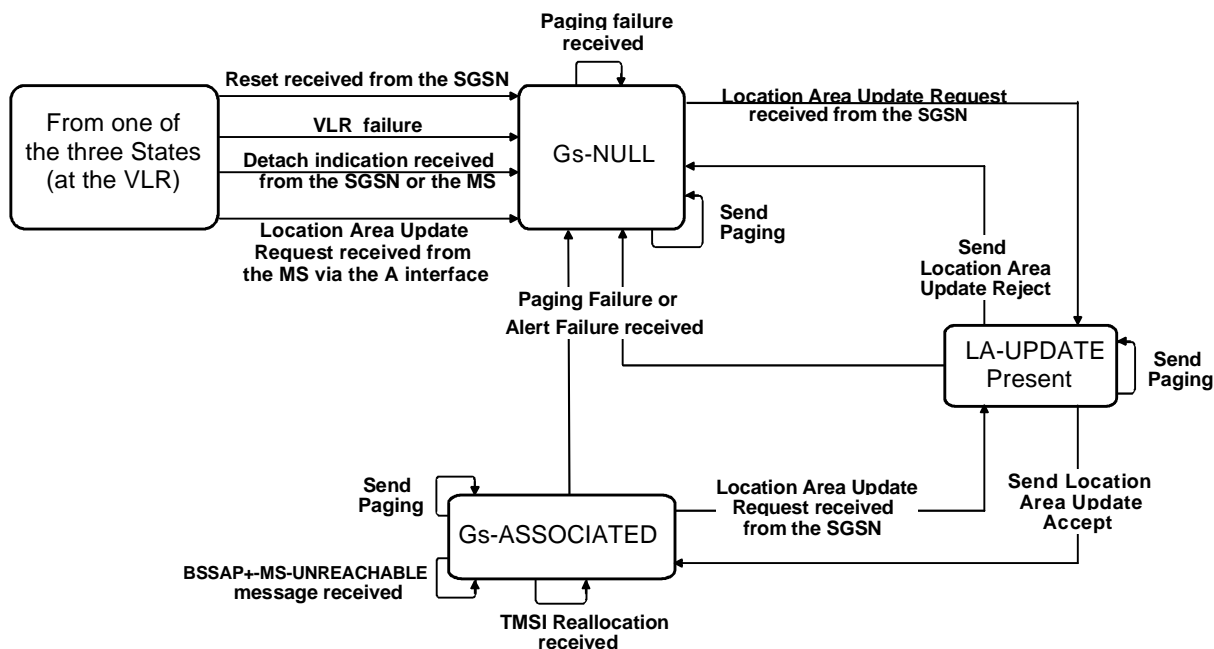 Paging failure
received
Reset received from the SGSN
Location Area Update Request
received from the SGSN
From one of
the three States
(at the VLR)
VLR failure
Gs-NULL
Detach indication received
from the SGSN or the MS
Send
Paging
Location Area Update
Request received from
the MS via the A interface
Send
Location Area
Update Reject
Paging Failure or
Alert Failure received
LA-UPDATE
Present
Send
Paging
Send
Paging
Location Area Update
Request received
from the SGSN
Send Location
Area Update
Accept
Gs-ASSOCIATED
BSSAP+-MS-UNREACHABLE
message received
TMSI Reallocation
received